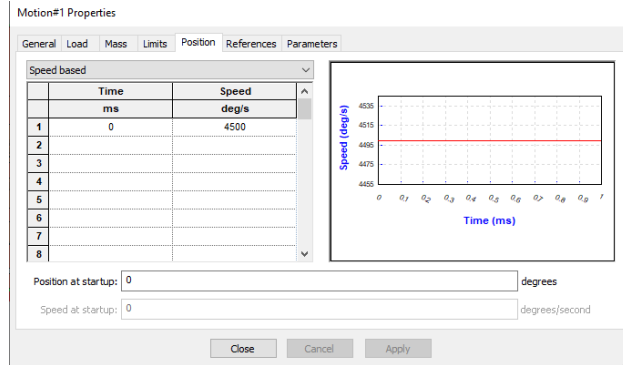 Motion#1 Properties
General Load Mass Limits Position References Parameters
Speed based
Time Speed
ms deg/s
1 0 4500
2
3
4
5
6
7
8
Speed (deg/s)
4535
4515
4495
4475
4455
0 0.1 0.2 0.3 0.4 0.5 0.6 0.7 0.8 0.9 1
Time (ms)
Position at startup: 0 degrees
Speed at startup: 0 degrees/second
Close Cancel Apply